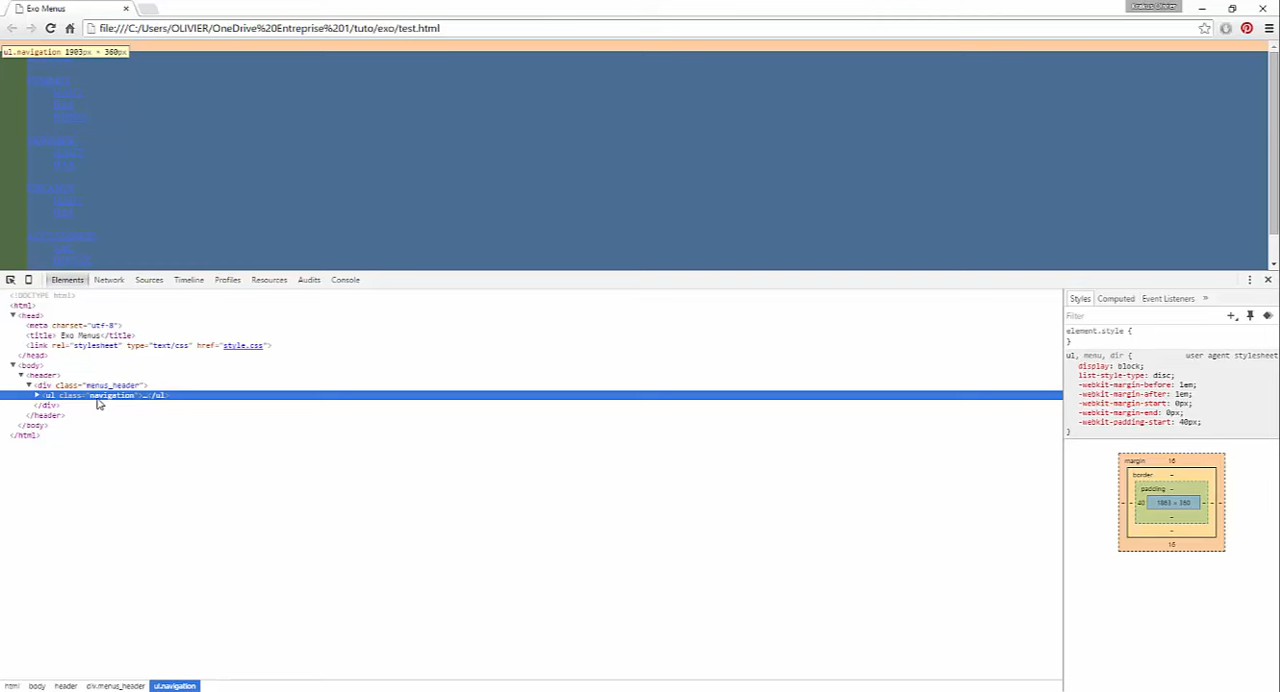 Exo Menus
file:///C:/Users/OLIVIER/OneDrive%20Entreprise%201/tuto/exo/test.html
ul.navigation 1903px × 360px
Elements Network Sources Timeline Profiles Resources Audits Console
<!DOCTYPE html>
<html>
<head>
<meta charset="utf-8">
<title> Exo Menus</title>
<link rel="stylesheet" type="text/css" href="style.css">
</head>
<body>
<header>
<div class="menus_header">
<ul class="navigation">…</ul>
</div>
</header>
</body>
</html>
html body header div.menus_header ul.navigation
Styles Computed Event Listeners »
Filter
element.style {
}
ul, menu, dir { user agent stylesheet
display: block;
list-style-type: disc;
-webkit-margin-before: 1em;
-webkit-margin-after: 1em;
-webkit-margin-start: 0px;
-webkit-margin-end: 0px;
-webkit-padding-start: 40px;
}
margin 16
border -
padding -
40 1863 × 360
-
-
16